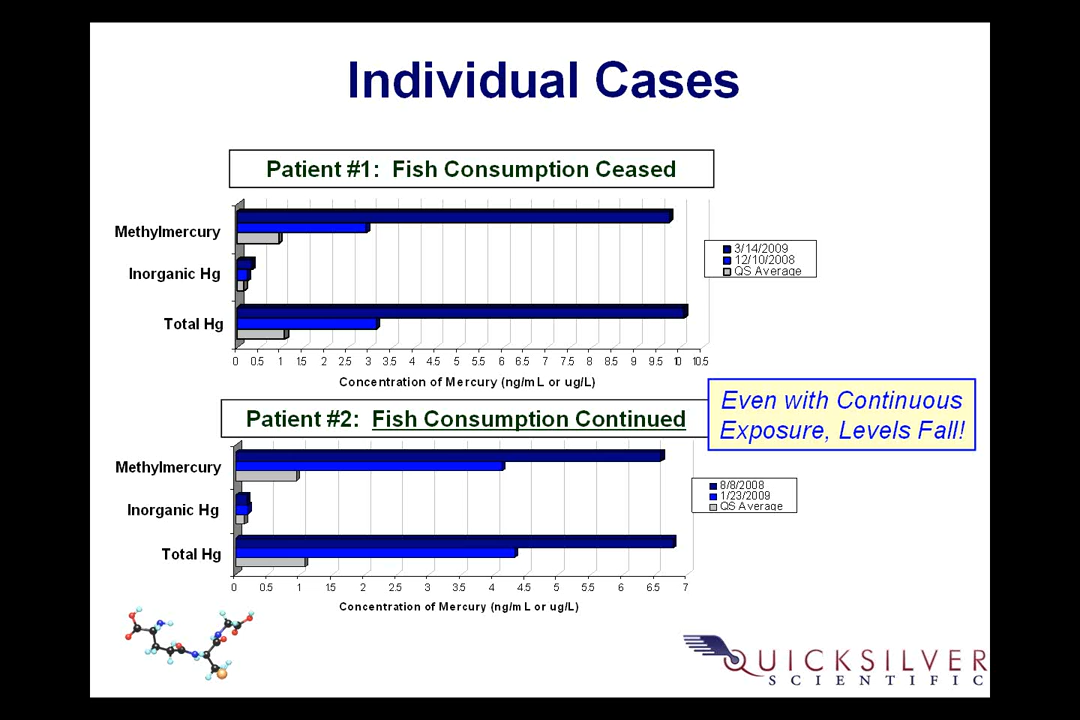 Individual Cases
Patient #1: Fish Consumption Ceased
Methylmercury
Inorganic Hg
Total Hg
3/14/2009
12/10/2008
QS Average
0 0.5 1 1.5 2 2.5 3 3.5 4 4.5 5 5.5 6 6.5 7 7.5 8 8.5 9 9.5 10 10.5
Concentration of Mercury (ng/mL or ug/L)
Patient #2: Fish Consumption Continued
Even with Continuous
Exposure, Levels Fall!
Methylmercury
Inorganic Hg
Total Hg
8/8/2008
1/23/2009
QS Average
0 0.5 1 1.5 2 2.5 3 3.5 4 4.5 5 5.5 6 6.5 7
Concentration of Mercury (ng/mL or ug/L)
QUICKSILVER
SCIENTIFIC